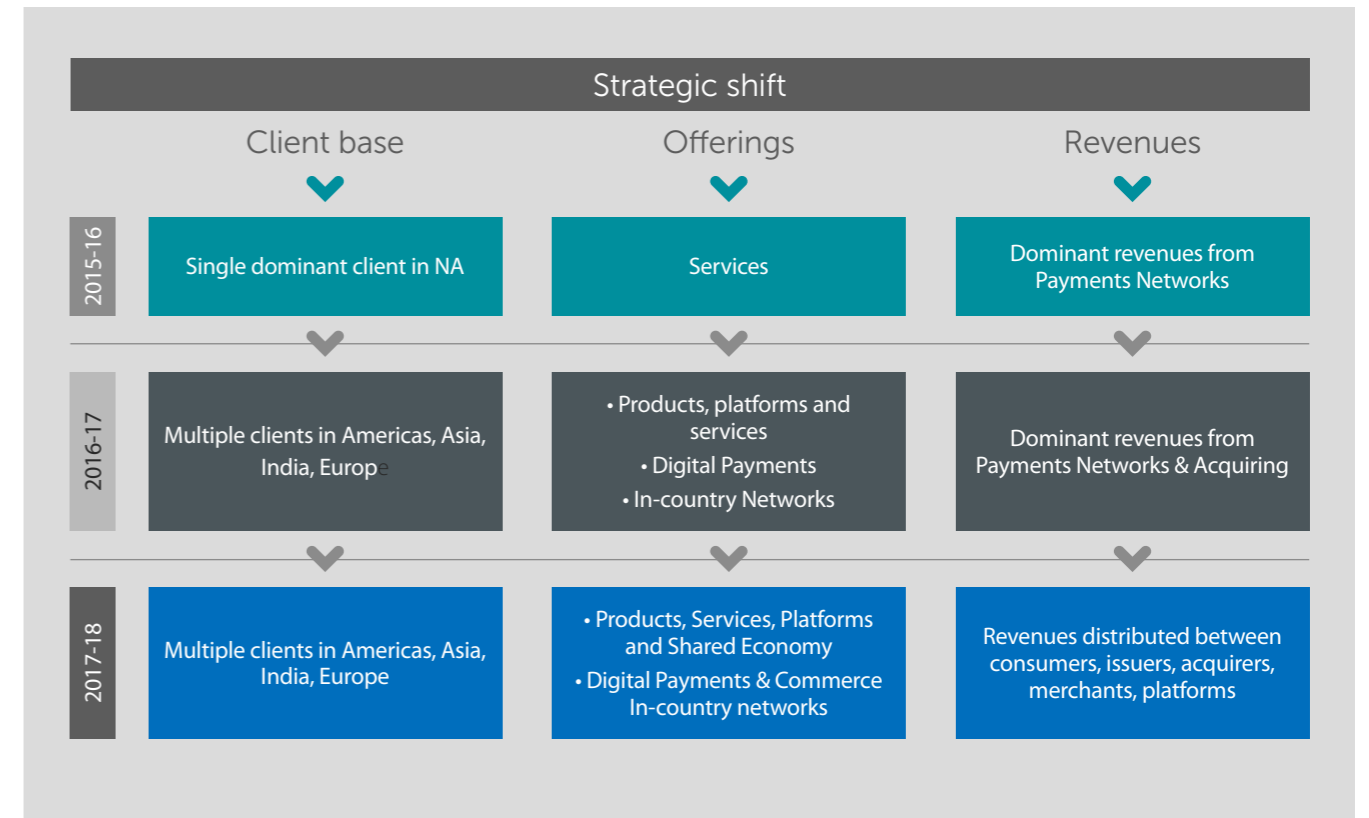 Strategic shift
Client base
Offerings
Revenues
2015-16
Single dominant client in NA
Services
Dominant revenues from
Payments Networks
2016-17
Multiple clients in Americas, Asia,
India, Europe
• Products, platforms and
services
• Digital Payments
• In-country Networks
Dominant revenues from
Payments Networks & Acquiring
2017-18
Multiple clients in Americas, Asia,
India, Europe
• Products, Services, Platforms
and Shared Economy
• Digital Payments & Commerce
In-country networks
Revenues distributed between
consumers, issuers, acquirers,
merchants, platforms